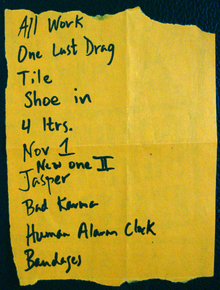 All Work
One Last Drag
Tile
Shoe in
4 Hrs.
Nov 1
New one II
Jasper
Bad Karma
Human Alarm Clock
Bandages